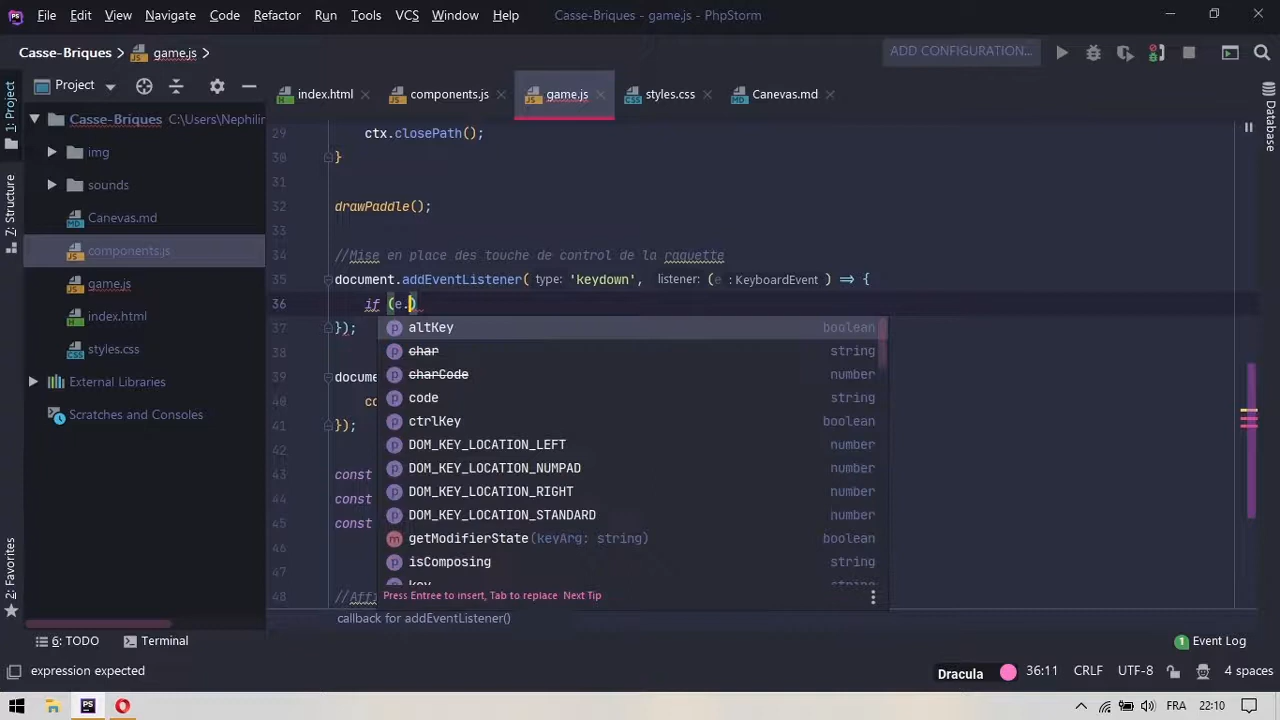 PS File Edit View Navigate Code Refactor Run Tools VCS Window Help Casse-Briques - game.js - PhpStorm
Casse-Briques game.js ADD CONFIGURATION...
Project index.html components.js game.js styles.css Canevas.md
1: Project
Z: Structure
2: Favorites
Database
Casse-Briques C:\Users\Nephilin
img
sounds
Canevas.md
components.js
game.js
index.html
styles.css
External Libraries
Scratches and Consoles
29 ctx.closePath();
30 }
31
32 drawPaddle();
33
34 //Mise en place des touche de control de la raquette
35 document.addEventListener( type: 'keydown', listener: (e : KeyboardEvent ) => {
36 if (e.)
37 });
38
39 docume
40 co
41 });
42
43 const
44 const
45 const
46
47
48 //Affi
p altKey boolean
p char string
p charCode number
p code string
p ctrlKey boolean
p DOM_KEY_LOCATION_LEFT number
p DOM_KEY_LOCATION_NUMPAD number
p DOM_KEY_LOCATION_RIGHT number
p DOM_KEY_LOCATION_STANDARD number
m getModifierState(keyArg: string) boolean
p isComposing string
key string
Press Entree to insert, Tab to replace Next Tip
callback for addEventListener()
6: TODO Terminal 1 Event Log
expression expected Dracula 36:11 CRLF UTF-8 4 spaces
PS FRA 22:10